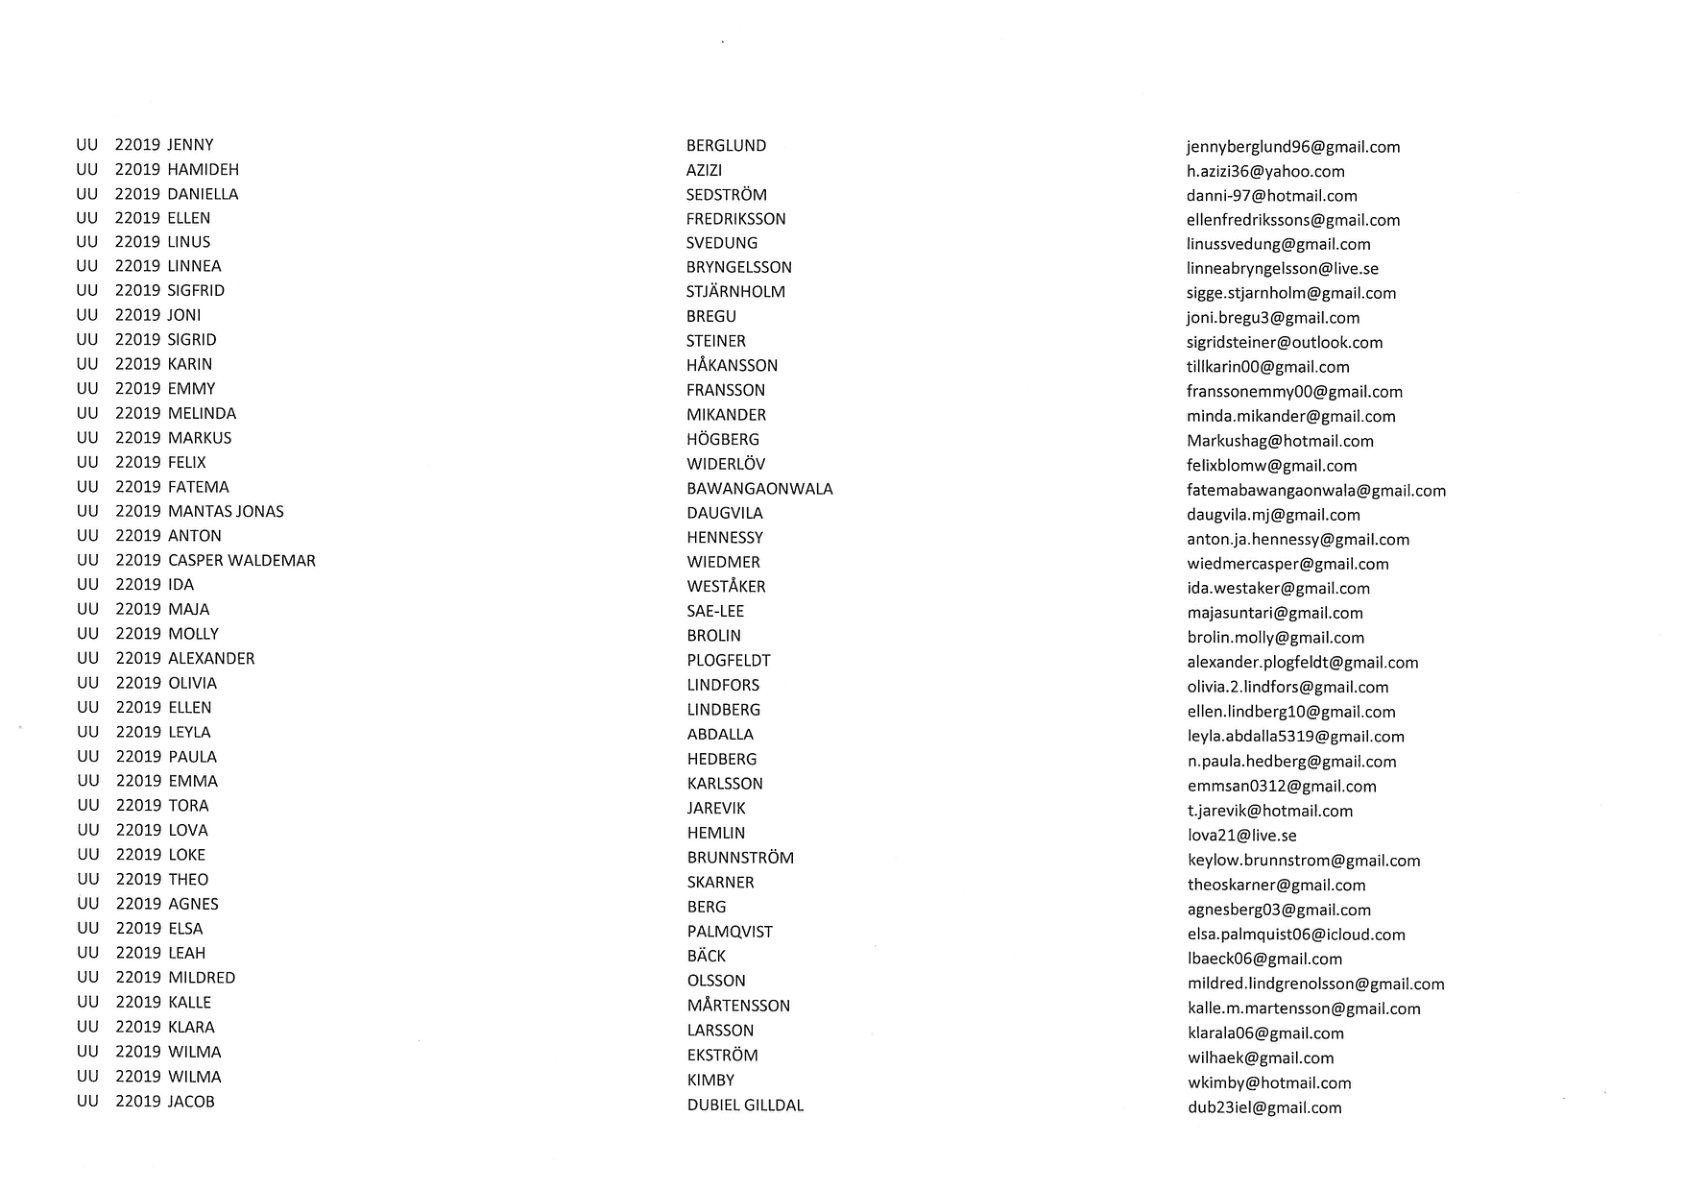 UU 22019 JENNY BERGLUND jennyberglund96@gmail.com
UU 22019 HAMIDEH AZIZI h.azizi36@yahoo.com
UU 22019 DANIELLA SEDSTRÖM danni-97@hotmail.com
UU 22019 ELLEN FREDRIKSSON ellenfredrikssons@gmail.com
UU 22019 LINUS SVEDUNG linussvedung@gmail.com
UU 22019 LINNEA BRYNGELSSON linneabryngelsson@live.se
UU 22019 SIGFRID STJÄRNHOLM sigge.stjarnholm@gmail.com
UU 22019 JONI BREGU joni.bregu3@gmail.com
UU 22019 SIGRID STEINER sigridsteiner@outlook.com
UU 22019 KARIN HÅKANSSON tillkarin00@gmail.com
UU 22019 EMMY FRANSSON franssonemmy00@gmail.com
UU 22019 MELINDA MIKANDER minda.mikander@gmail.com
UU 22019 MARKUS HÖGBERG Markushag@hotmail.com
UU 22019 FELIX WIDERLÖV felixblomw@gmail.com
UU 22019 FATEMA BAWANGAONWALA fatemabawangaonwala@gmail.com
UU 22019 MANTAS JONAS DAUGVILA daugvila.mj@gmail.com
UU 22019 ANTON HENNESSY anton.ja.hennessy@gmail.com
UU 22019 CASPER WALDEMAR WIEDMER wiedmercasper@gmail.com
UU 22019 IDA WESTÅKER ida.westaker@gmail.com
UU 22019 MAJA SAE-LEE majasuntari@gmail.com
UU 22019 MOLLY BROLIN brolin.molly@gmail.com
UU 22019 ALEXANDER PLOGFELDT alexander.plogfeldt@gmail.com
UU 22019 OLIVIA LINDFORS olivia.2.lindfors@gmail.com
UU 22019 ELLEN LINDBERG ellen.lindberg10@gmail.com
UU 22019 LEYLA ABDALLA leyla.abdalla5319@gmail.com
UU 22019 PAULA HEDBERG n.paula.hedberg@gmail.com
UU 22019 EMMA KARLSSON emmsan0312@gmail.com
UU 22019 TORA JAREVIK t.jarevik@hotmail.com
UU 22019 LOVA HEMLIN lova21@live.se
UU 22019 LOKE BRUNNSTRÖM keylow.brunnstrom@gmail.com
UU 22019 THEO SKARNER theoskarner@gmail.com
UU 22019 AGNES BERG agnesberg03@gmail.com
UU 22019 ELSA PALMQVIST elsa.palmquist06@icloud.com
UU 22019 LEAH BÄCK lbaeck06@gmail.com
UU 22019 MILDRED OLSSON mildred.lindgrenolsson@gmail.com
UU 22019 KALLE MÅRTENSSON kalle.m.martensson@gmail.com
UU 22019 KLARA LARSSON klarala06@gmail.com
UU 22019 WILMA EKSTRÖM wilhaek@gmail.com
UU 22019 WILMA KIMBY wkimby@hotmail.com
UU 22019 JACOB DUBIEL GILLDAL dub23iel@gmail.com